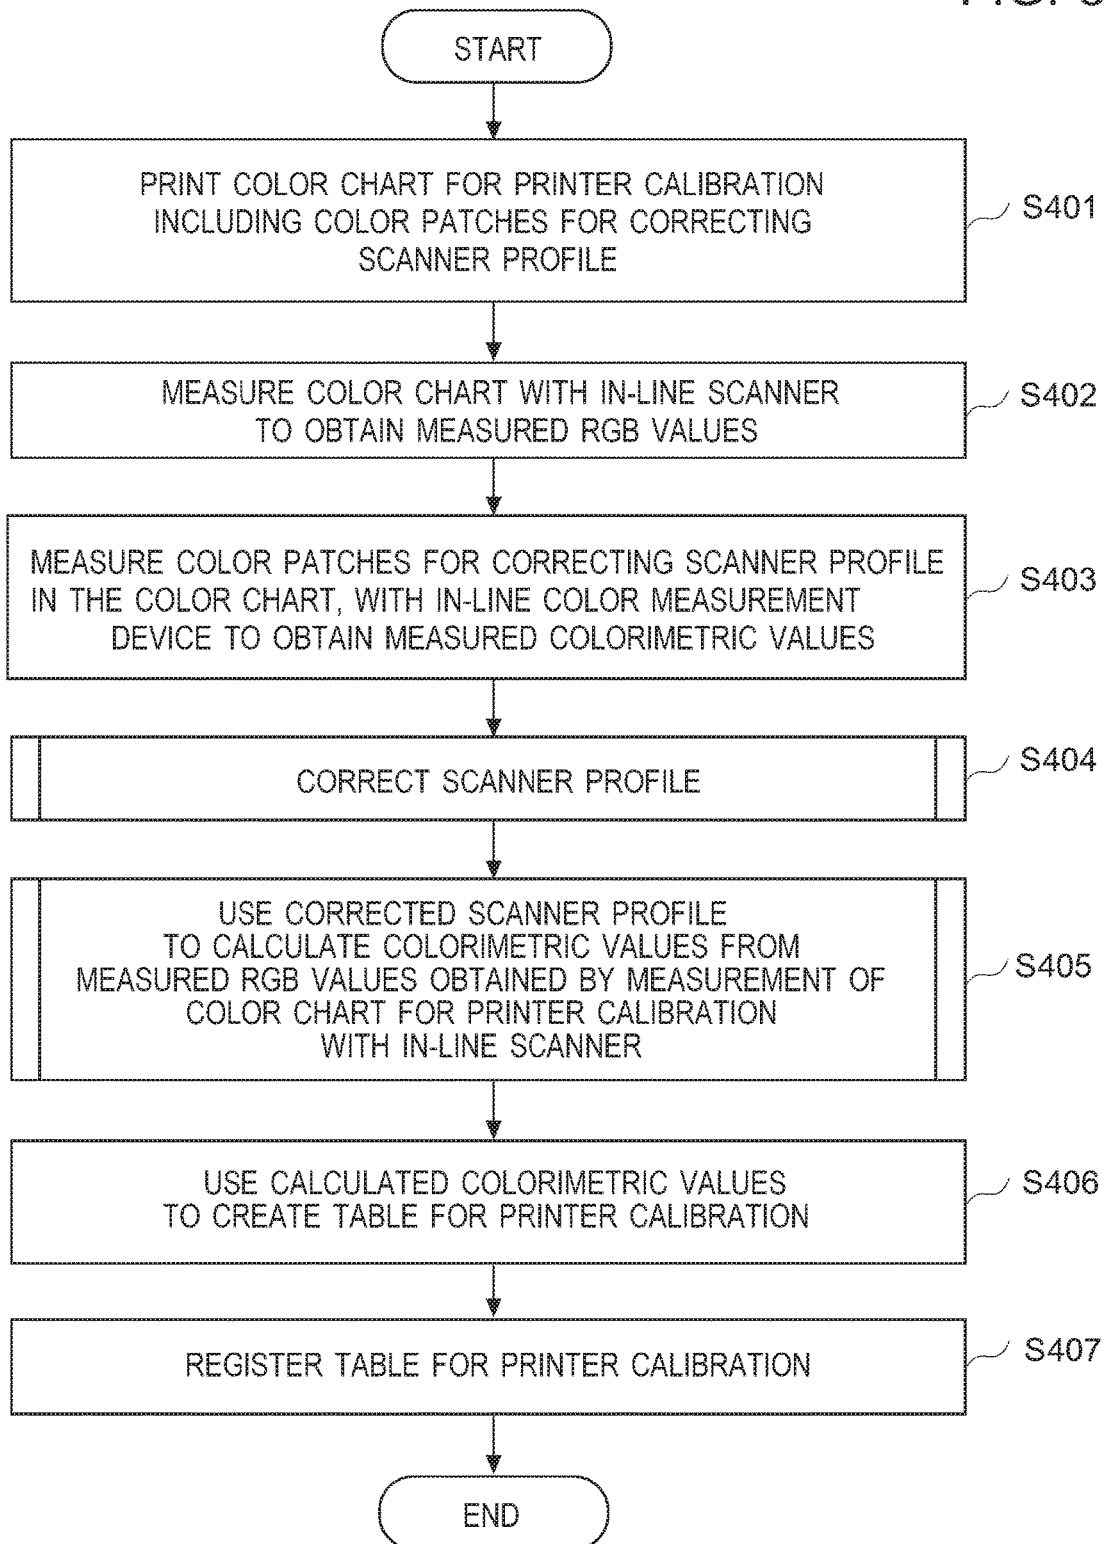 START
PRINT COLOR CHART FOR PRINTER CALIBRATION
INCLUDING COLOR PATCHES FOR CORRECTING
SCANNER PROFILE
S401
MEASURE COLOR CHART WITH IN-LINE SCANNER
TO OBTAIN MEASURED RGB VALUES
S402
MEASURE COLOR PATCHES FOR CORRECTING SCANNER PROFILE
IN THE COLOR CHART, WITH IN-LINE COLOR MEASUREMENT
DEVICE TO OBTAIN MEASURED COLORIMETRIC VALUES
S403
CORRECT SCANNER PROFILE
S404
USE CORRECTED SCANNER PROFILE
TO CALCULATE COLORIMETRIC VALUES FROM
MEASURED RGB VALUES OBTAINED BY MEASUREMENT OF
COLOR CHART FOR PRINTER CALIBRATION
WITH IN-LINE SCANNER
S405
USE CALCULATED COLORIMETRIC VALUES
TO CREATE TABLE FOR PRINTER CALIBRATION
S406
REGISTER TABLE FOR PRINTER CALIBRATION
S407
END